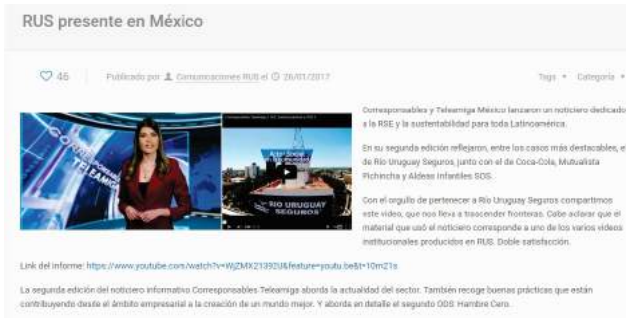 RUS presente en México
46
Publicado por Comunicaciones RUS el 26/01/2017
Tags
Categoría
CORRESPONSABLES
TELEAMIGA
Actor Social
RIO URUGUAY
SEGUROS
Corresponsables y Teleamiga México lanzaron un noticiero dedicado
a la RSE y la sustentabilidad para toda Latinoamérica.
En su segunda edición reflejaron, entre los casos más destacables, e
de Río Uruguay Seguros, junto con el de Coca-Cola, Mutualista
Pichincha y Aldeas Infantiles SOS.
Con el orgullo de pertenecer a Río Uruguay Seguros compartimos
este video, que nos lleva a trascender fronteras. Cabe aclarar que el
material que usó el noticiero corresponde a uno de los varios videos
institucionales producidos en RUS. Doble satisfacción.
Link del informe: https://www.youtube.com/watch?v=WjZMX21392U&feature=youtu.be&t=10m21s
La segunda edición del noticiero informativo Corresponsables Teleamiga aborda la actualidad del sector. También recoge buenas prácticas que están
contribuyendo desde el ámbito empresarial a la creación de un mundo mejor. Y aborda en detalle el segundo ODS: Hambre Cero.